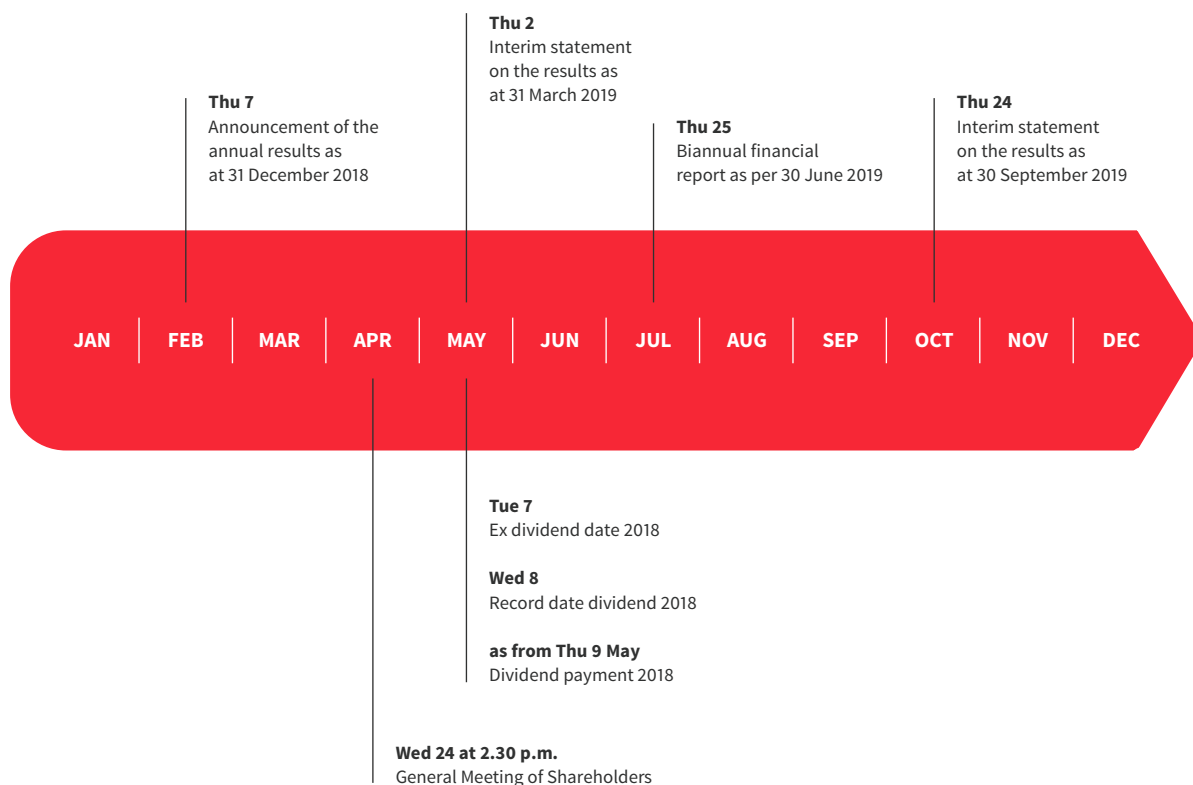 Thu 2
Interim statement
on the results as
at 31 March 2019
Thu 7
Announcement of the
annual results as
at 31 December 2018
Thu 25
Biannual financial
report as per 30 June 2019
Thu 24
Interim statement
on the results as
at 30 September 2019
JAN
FEB
MAR
APR
MAY
JUN
JUL
AUG
SEP
OCT
NOV
DEC
Tue 7
Ex dividend date 2018
Wed 8
Record date dividend 2018
as from Thu 9 May
Dividend payment 2018
Wed 24 at 2.30 p.m.
General Meeting of Shareholders